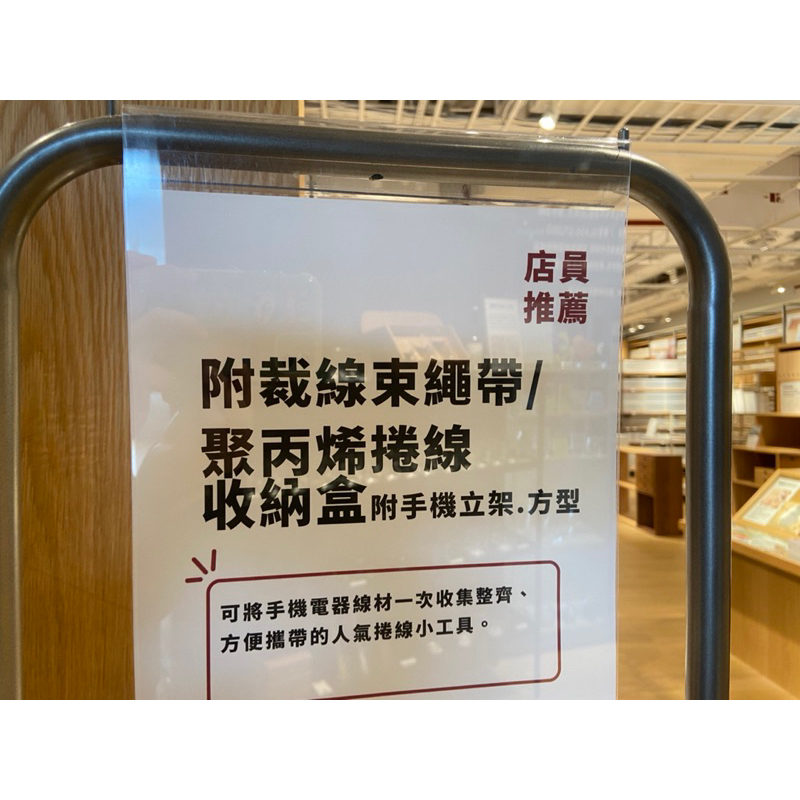 店員
推薦
附裁線束繩帶/
聚丙烯捲線
收納盒附手機立架.方型
可將手機電器線材一次收集整齊、
方便攜帶的人氣捲線小工具。